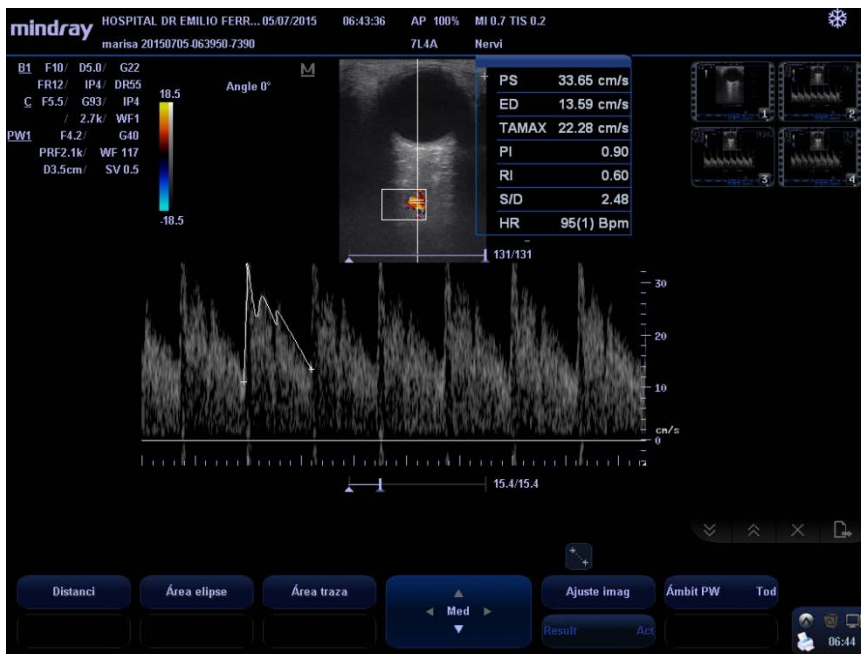 mindray
HOSPITAL DR EMILIO FERR... 05/07/2015 06:43:36 AP 100% MI 0.7 TIS 0.2
marisa 20150705-063950-7390 7L4A Nervi
B1 F10/ D5.0/ G22
FR12/ IP4/ DR55
C F5.5/ G93/ IP4
/ 2.7k/ WF1
PW1 F4.2/ G40
PRF2.1k/ WF 117
D3.5cm/ SV 0.5
18.5
-18.5
Angle 0°
M
PS 33.65 cm/s
ED 13.59 cm/s
TAMAX 22.28 cm/s
PI 0.90
RI 0.60
S/D 2.48
HR 95(1) Bpm
1
2
3
4
131/131
30
20
10
cm/s
0
15.4/15.4
Distanci Área elipse Área traza Med Ajuste imag Ámbit PW Tod
Result Act
06:44